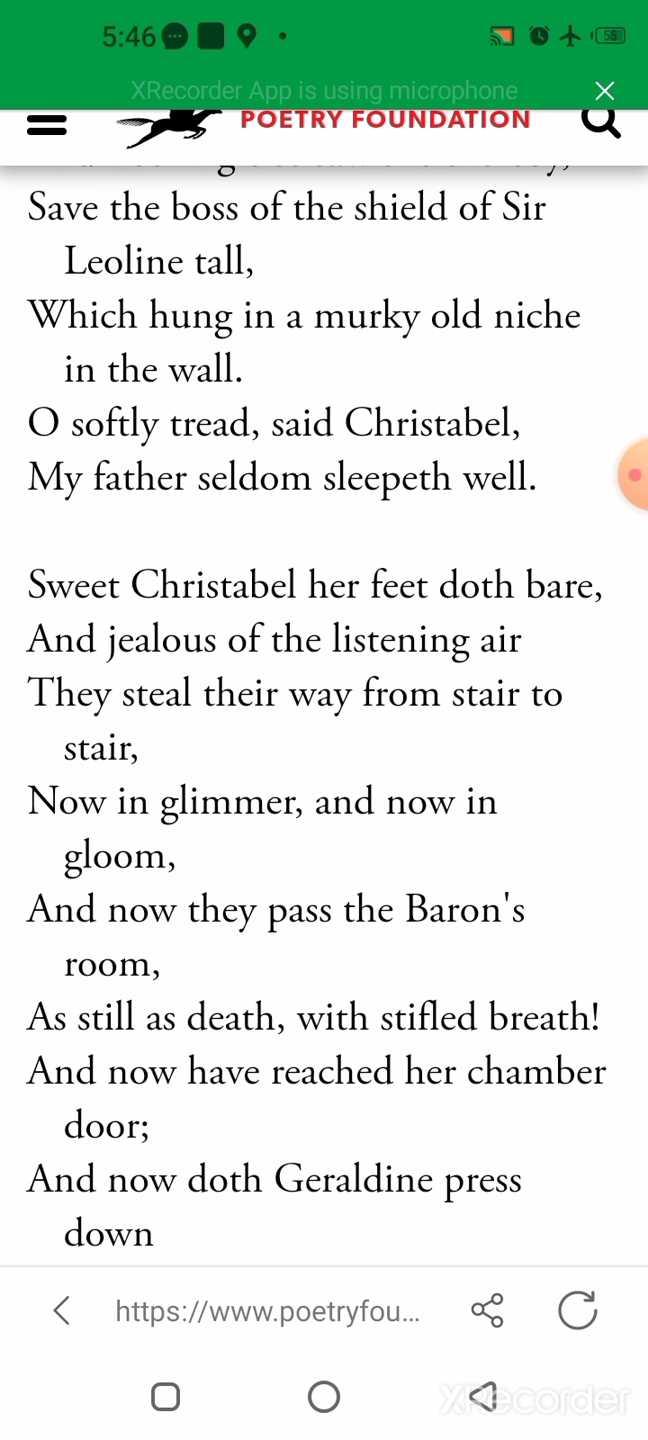 5:46
55
XRecorder App is using microphone
POETRY FOUNDATION
Save the boss of the shield of Sir
Leoline tall,
Which hung in a murky old niche
in the wall.
O softly tread, said Christabel,
My father seldom sleepeth well.
Sweet Christabel her feet doth bare,
And jealous of the listening air
They steal their way from stair to
stair,
Now in glimmer, and now in
gloom,
And now they pass the Baron's
room,
As still as death, with stifled breath!
And now have reached her chamber
door;
And now doth Geraldine press
down
https://www.poetryfou...
XRecorder